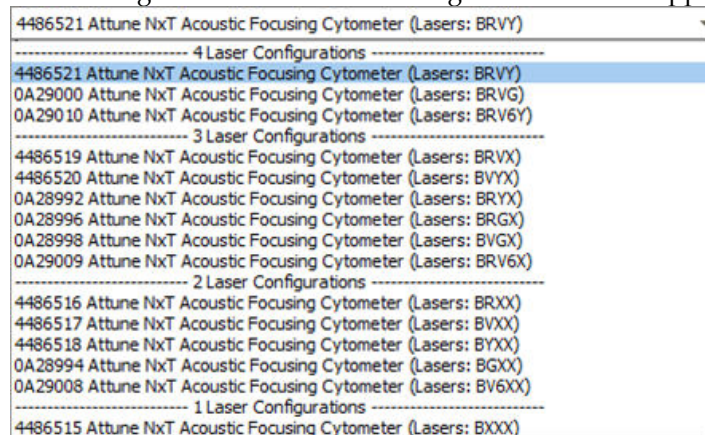 4486521 Attune NxT Acoustic Focusing Cytometer (Lasers: BRVY)
-------------------------- 4 Laser Configurations --------------------------
4486521 Attune NxT Acoustic Focusing Cytometer (Lasers: BRVY)
0A29000 Attune NxT Acoustic Focusing Cytometer (Lasers: BRVG)
0A29010 Attune NxT Acoustic Focusing Cytometer (Lasers: BRV6Y)
-------------------------- 3 Laser Configurations --------------------------
4486519 Attune NxT Acoustic Focusing Cytometer (Lasers: BRVX)
4486520 Attune NxT Acoustic Focusing Cytometer (Lasers: BVYX)
0A28992 Attune NxT Acoustic Focusing Cytometer (Lasers: BRYX)
0A28996 Attune NxT Acoustic Focusing Cytometer (Lasers: BRGX)
0A28998 Attune NxT Acoustic Focusing Cytometer (Lasers: BVGX)
0A29009 Attune NxT Acoustic Focusing Cytometer (Lasers: BRV6X)
-------------------------- 2 Laser Configurations --------------------------
4486516 Attune NxT Acoustic Focusing Cytometer (Lasers: BRXX)
4486517 Attune NxT Acoustic Focusing Cytometer (Lasers: BVXX)
4486518 Attune NxT Acoustic Focusing Cytometer (Lasers: BYXX)
0A28994 Attune NxT Acoustic Focusing Cytometer (Lasers: BGXX)
0A29008 Attune NxT Acoustic Focusing Cytometer (Lasers: BV6XX)
-------------------------- 1 Laser Configurations --------------------------
4486515 Attune NxT Acoustic Focusing Cytometer (Lasers: BXXX)